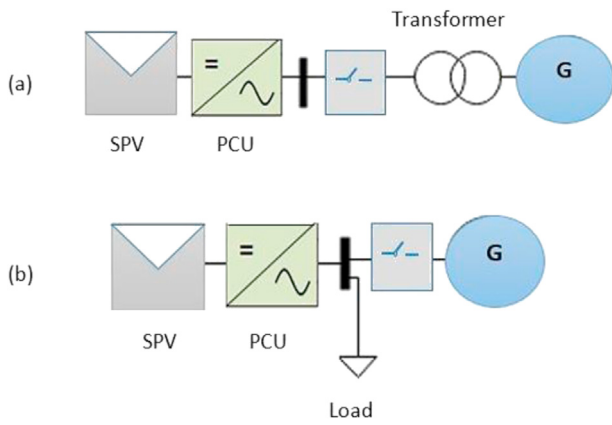 Transformer
(a)
=
G
SPV
PCU
(b)
=
G
SPV
PCU
Load